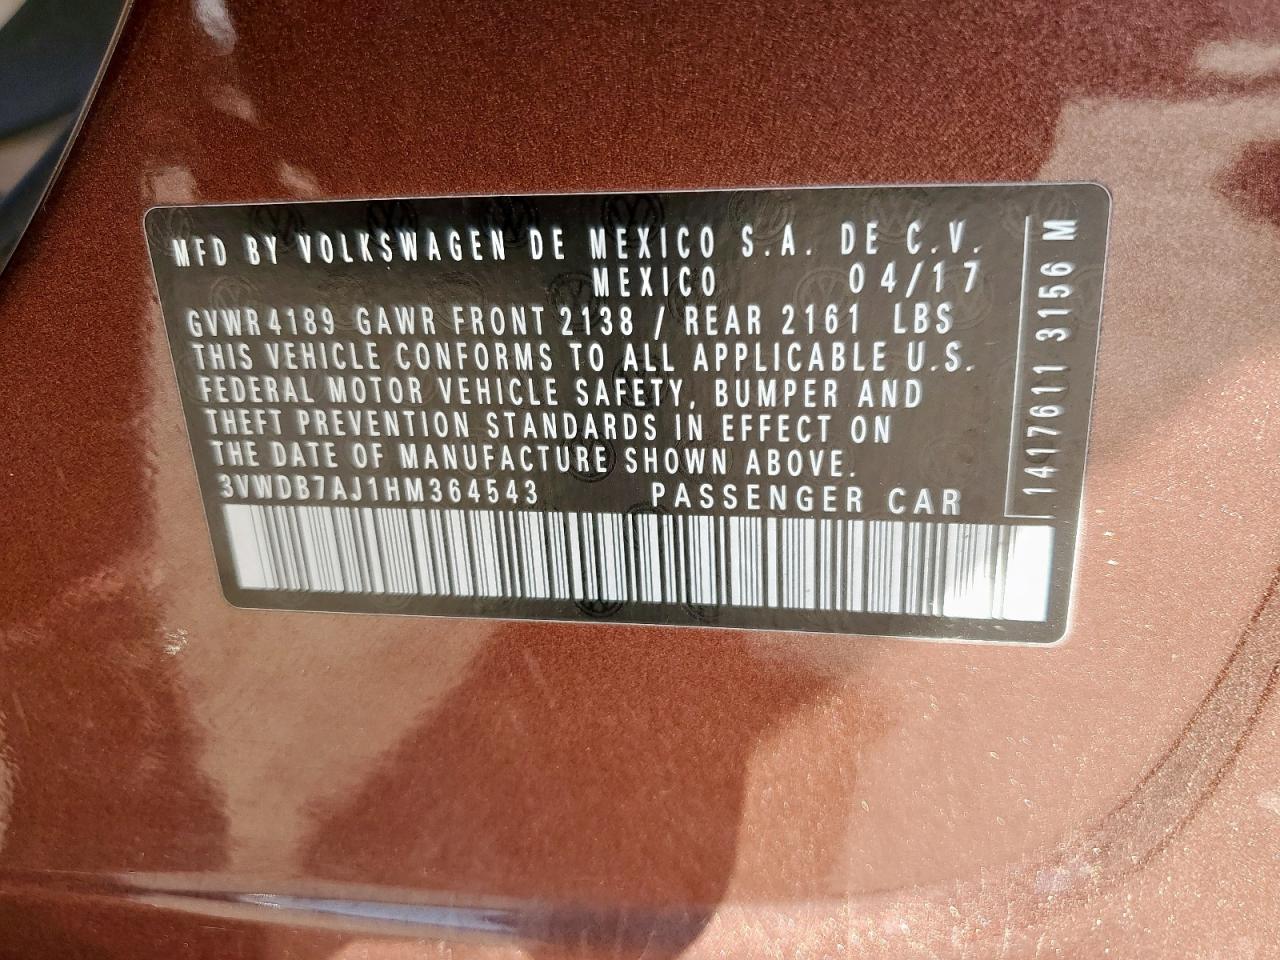 MFD BY VOLKSWAGEN DE MEXICO S.A. DE C.V.
MEXICO 04/17
GVWR 4189 GAWR FRONT 2138 / REAR 2161 LBS
THIS VEHICLE CONFORMS TO ALL APPLICABLE U.S.
FEDERAL MOTOR VEHICLE SAFETY, BUMPER AND
THEFT PREVENTION STANDARDS IN EFFECT ON
THE DATE OF MANUFACTURE SHOWN ABOVE.
3VWDB7AJ1HM364543 PASSENGER CAR
1417611 3156 M